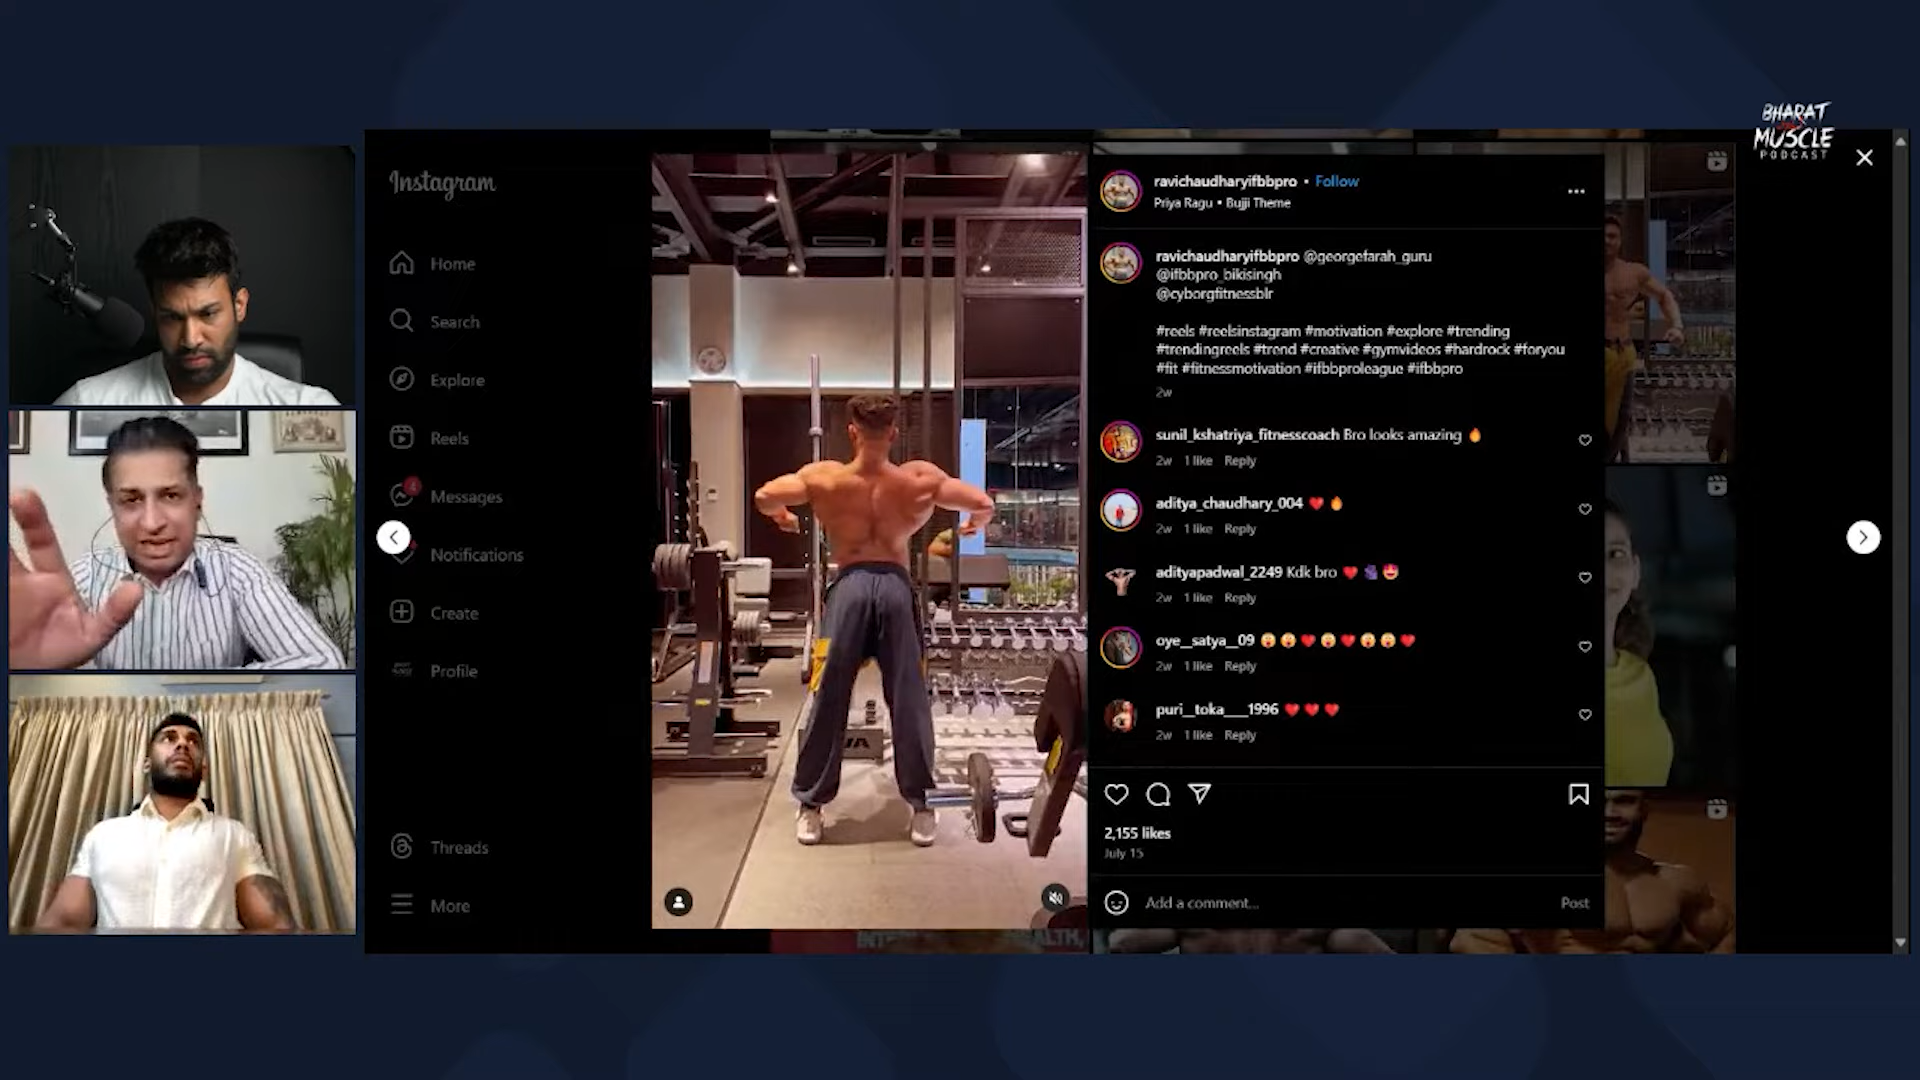 BHARAT
MUSCLE
PODCAST
Instagram
Home
Search
Explore
Reels
4
Messages
Notifications
Create
Profile
Threads
More
ravichaudharyifbbpro • Follow
Priya Ragu • Bujji Theme
ravichaudharyifbbpro @georgefarah_guru
@ifbbpro_bikisingh
@cyborgfitnessblr
#reels #reelsinstagram #motivation #explore #trending
#trendingreels #trend #creative #gymvideos #hardrock #foryou
#fit #fitnessmotivation #ifbbproleague #ifbbpro
2w
sunil_kshatriya_fitnesscoach Bro looks amazing 🔥
2w 1 like Reply
aditya_chaudhary_004 ❤️🔥
2w 1 like Reply
adityapadwal_2249 Kdk bro ❤️🫂😍
2w 1 like Reply
oye__satya__09 😱😱❤️😱❤️😱😱❤️
2w 1 like Reply
puri__toka___1996 ❤️❤️❤️
2w 1 like Reply
2,155 likes
July 15
Add a comment...
Post